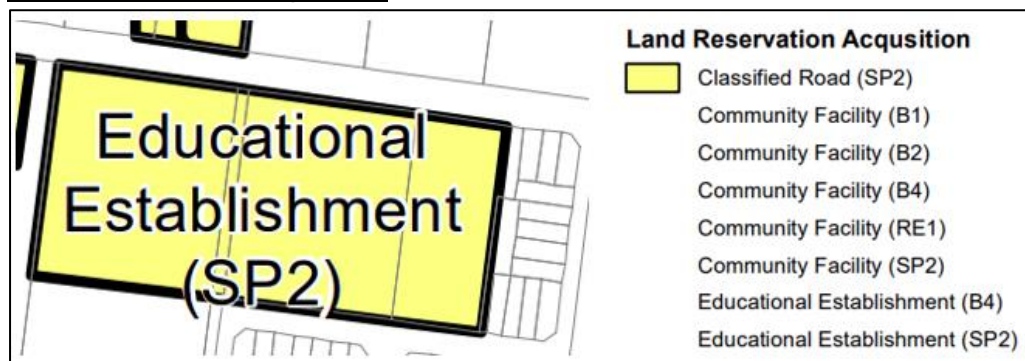 Educational
Establishment
(SP2)
Land Reservation Acqusition
Classified Road (SP2)
Community Facility (B1)
Community Facility (B2)
Community Facility (B4)
Community Facility (RE1)
Community Facility (SP2)
Educational Establishment (B4)
Educational Establishment (SP2)